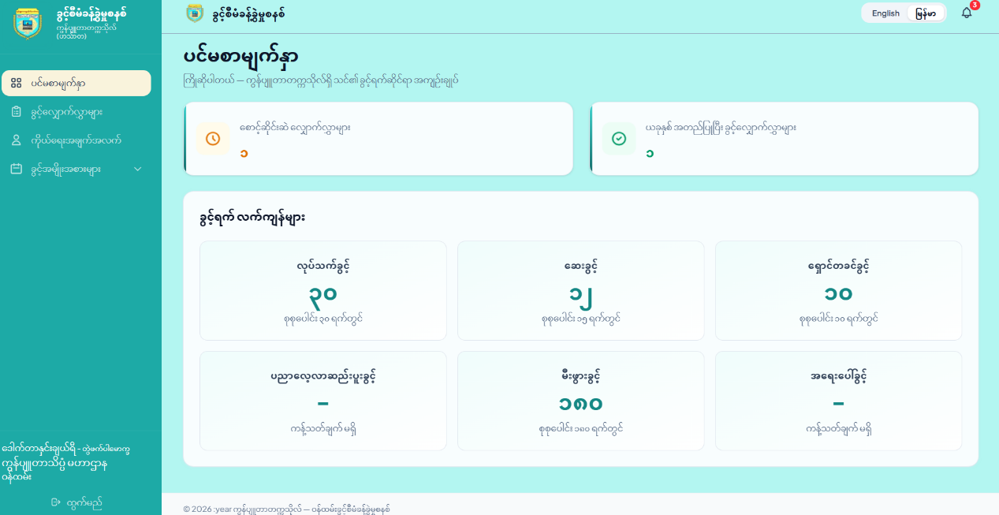 ခွင့်စီမံခန့်ခွဲမှုစနစ်
ကွန်ပျူတာတက္ကသိုလ်
(ဟင်္သာတ)
ပင်မစာမျက်နှာ
ခွင့်လျှောက်လွှာများ
ကိုယ်ရေးအချက်အလက်
ခွင့်အမျိုးအစားများ
ဒေါက်တာနှင်းချယ်ရီ - တွဲဖက်ပါမောက္ခ
ကွန်ပျူတာသိပ္ပံ မဟာဌာန
ဝန်ထမ်း
ထွက်မည်
ခွင့်စီမံခန့်ခွဲမှုစနစ်
English မြန်မာ 3
ပင်မစာမျက်နှာ
ကြိုဆိုပါတယ် — ကွန်ပျူတာတက္ကသိုလ်ရှိ သင်၏ ခွင့်ရက်ဆိုင်ရာ အကျဉ်းချုပ်
စောင့်ဆိုင်းဆဲ လျှောက်လွှာများ
၁
ယခုနှစ် အတည်ပြုပြီး ခွင့်လျှောက်လွှာများ
၁
ခွင့်ရက် လက်ကျန်များ
လုပ်သက်ခွင့်
၃၀
စုစုပေါင်း ၃၀ ရက်တွင်
ဆေးခွင့်
၁၂
စုစုပေါင်း ၁၅ ရက်တွင်
ရှောင်တခင်ခွင့်
၁၀
စုစုပေါင်း ၁၀ ရက်တွင်
ပညာလေ့လာဆည်းပူးခွင့်
–
ကန့်သတ်ချက် မရှိ
မီးဖွားခွင့်
၁၈၀
စုစုပေါင်း ၁၈၀ ရက်တွင်
အရေးပေါ်ခွင့်
–
ကန့်သတ်ချက် မရှိ
© 2026 :year ကွန်ပျူတာတက္ကသိုလ် — ဝန်ထမ်းခွင့်စီမံခန့်ခွဲမှုစနစ်